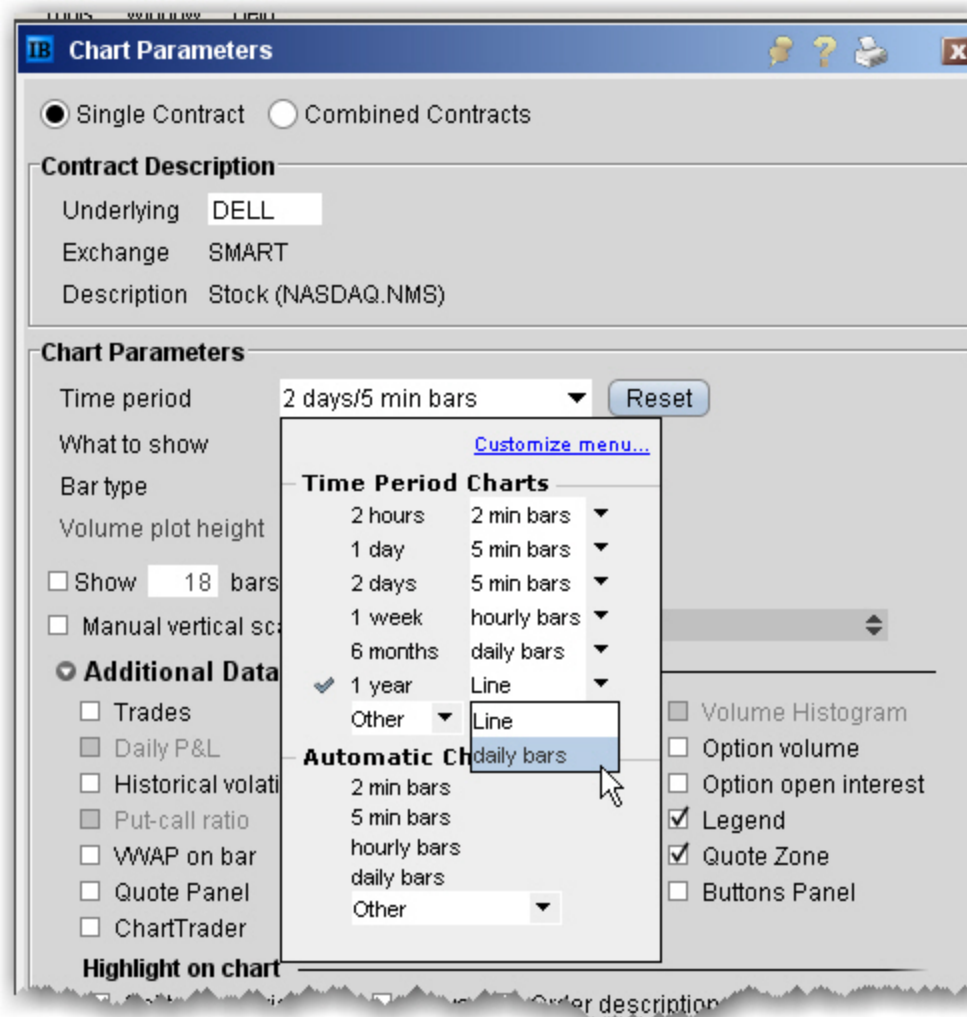 Tools Window Help
IB Chart Parameters
Single Contract Combined Contracts
Contract Description
Underlying DELL
Exchange SMART
Description Stock (NASDAQ.NMS)
Chart Parameters
Time period 2 days/5 min bars Reset
What to show
Customize menu...
Bar type
Time Period Charts
Volume plot height
2 hours 2 min bars
1 day 5 min bars
2 days 5 min bars
Show 18 bars
1 week hourly bars
Manual vertical
6 months daily bars
Additional Data
1 year Line
Trades
Other Line
Volume Histogram
Daily P&L
daily bars
Option volume
Automatic
Historical
2 min bars
Option open interest
Put-call ratio
5 min bars
Legend
VWAP on bar
hourly bars
Quote Zone
Quote Panel
daily bars
Buttons Panel
Other
ChartTrader
Highlight on chart
Order description